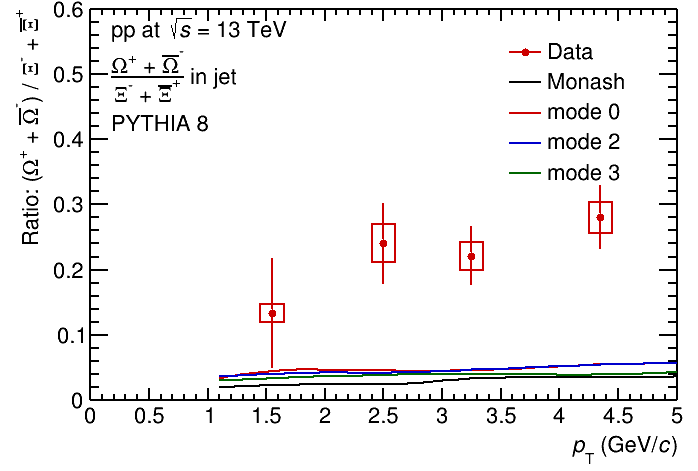 Ratio: (Ω⁺ + Ω̅⁻) / Ξ⁻ + Ξ̅⁺
0.6
0.5
0.4
0.3
0.2
0.1
0
pp at √s = 13 TeV
Ω⁺ + Ω̅⁻
Ξ⁻ + Ξ̅⁺
in jet
PYTHIA 8
Data
Monash
mode 0
mode 2
mode 3
0 0.5 1 1.5 2 2.5 3 3.5 4 4.5 5
p_T (GeV/c)